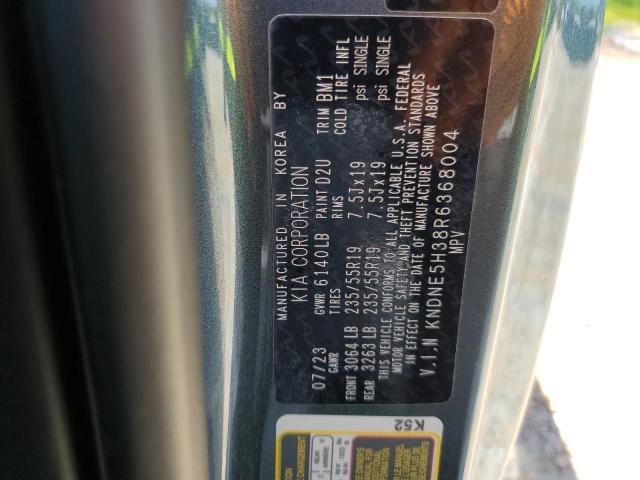 MANUFACTURED IN KOREA BY
KIA CORPORATION
07/23 GVWR 6140LB PAINT D2U TRIM BM1
GAWR TIRES RIMS COLD TIRE INFL
FRONT 3064 LB 235/55R19 7.5Jx19 psi SINGLE
REAR 3263 LB 235/55R19 7.5Jx19 psi SINGLE
THIS VEHICLE CONFORMS TO ALL APPLICABLE U.S.A. FEDERAL
MOTOR VEHICLE SAFETY AND THEFT PREVENTION STANDARDS
IN EFFECT ON THE DATE OF MANUFACTURE SHOWN ABOVE
V.I.N KNDNE5H38R6368004
MPV
K52
REAR